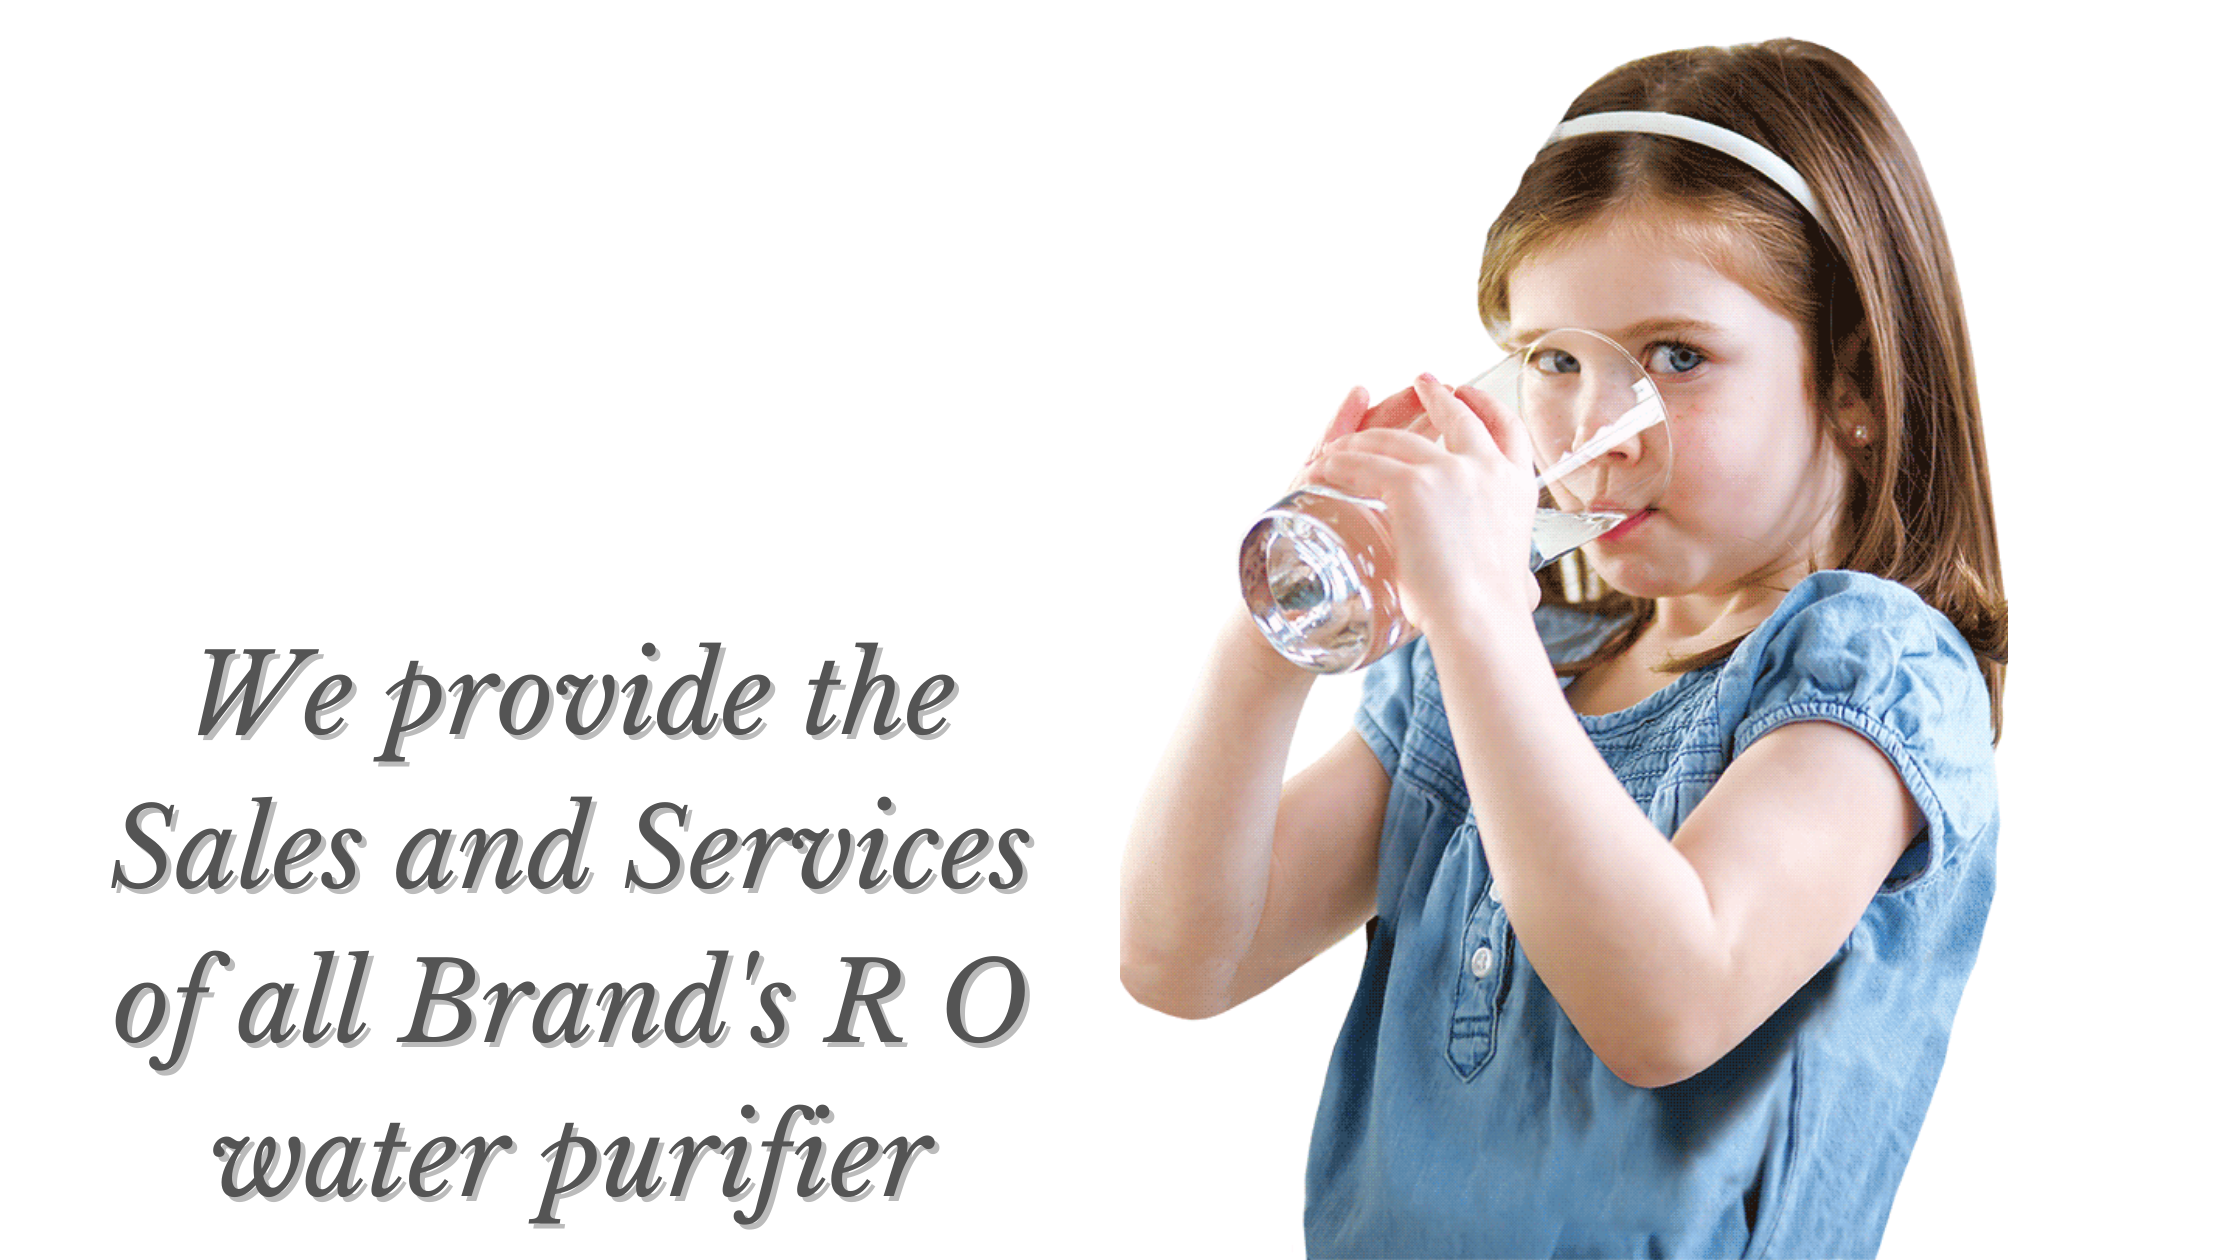 We provide the
Sales and Services
of all Brand's R O
water purifier